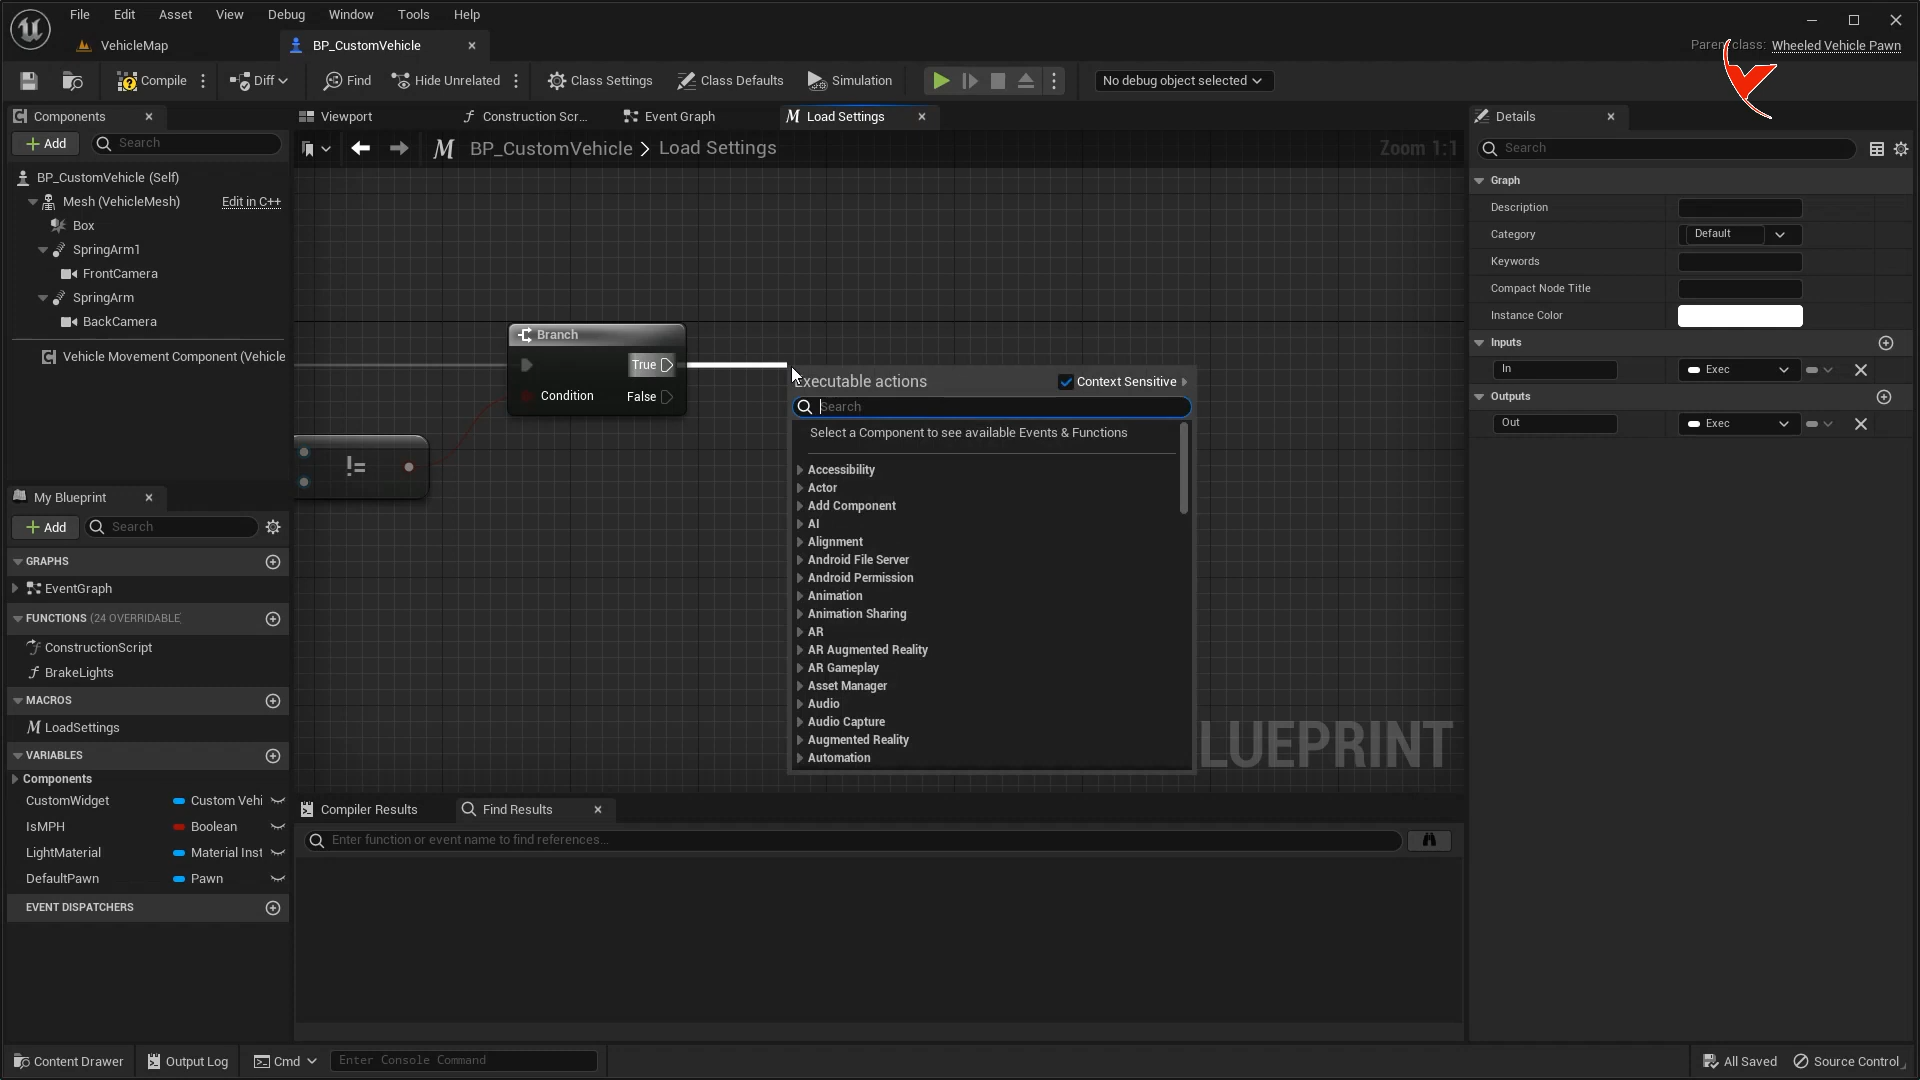 File Edit Asset View Debug Window Tools Help
VehicleMap BP_CustomVehicle
Parent class: Wheeled Vehicle Pawn
Compile Diff Find Hide Unrelated Class Settings Class Defaults Simulation No debug object selected
Components
Add Search
BP_CustomVehicle (Self)
Mesh (VehicleMesh) Edit in C++
Box
SpringArm1
FrontCamera
SpringArm
BackCamera
Vehicle Movement Component (Vehicle
My Blueprint
Add Search
GRAPHS
EventGraph
FUNCTIONS (24 OVERRIDABLE)
ConstructionScript
BrakeLights
MACROS
LoadSettings
VARIABLES
Components
CustomWidget Custom Vehi
IsMPH Boolean
LightMaterial Material Inst
DefaultPawn Pawn
EVENT DISPATCHERS
Viewport Construction Scr... Event Graph Load Settings
BP_CustomVehicle > Load Settings Zoom 1:1
Branch
True
Condition False
!=
Executable actions Context Sensitive
Search
Select a Component to see available Events & Functions
Accessibility
Actor
Add Component
AI
Alignment
Android File Server
Android Permission
Animation
Animation Sharing
AR
AR Augmented Reality
AR Gameplay
Asset Manager
Audio
Audio Capture
Augmented Reality
Automation
LUEPRINT
Compiler Results Find Results
Enter function or event name to find references...
Details
Search
Graph
Description
Category Default
Keywords
Compact Node Title
Instance Color
Inputs
In Exec
Outputs
Out Exec
Content Drawer Output Log Cmd Enter Console Command All Saved Source Control